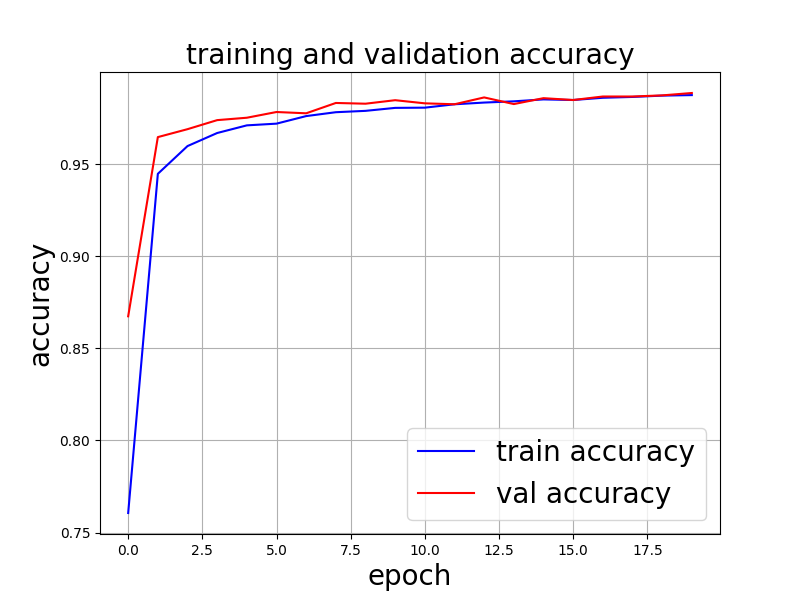 training and validation accuracy
accuracy
0.95
0.90
0.85
0.80
0.75
train accuracy
val accuracy
0.0 2.5 5.0 7.5 10.0 12.5 15.0 17.5
epoch